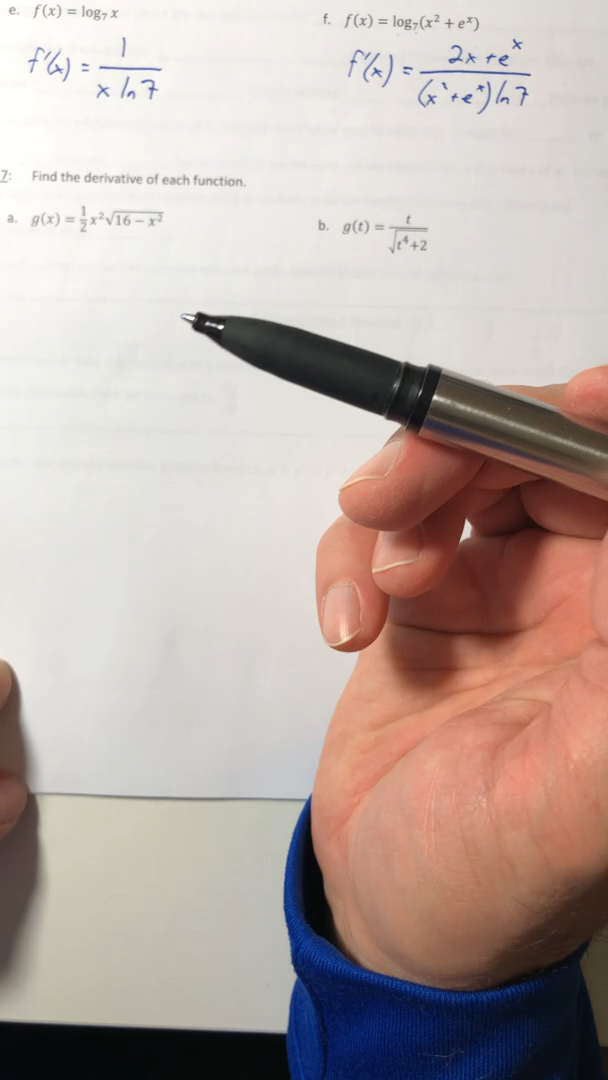 e. f(x) = log₇ x
f'(x) = 1 / (x ln 7)
f. f(x) = log₇(x² + eˣ)
f'(x) = (2x + eˣ) / ((x² + eˣ) ln 7)
7: Find the derivative of each function.
a. g(x) = ½x²√(16 − x²)
b. g(t) = t / √(t⁴+2)